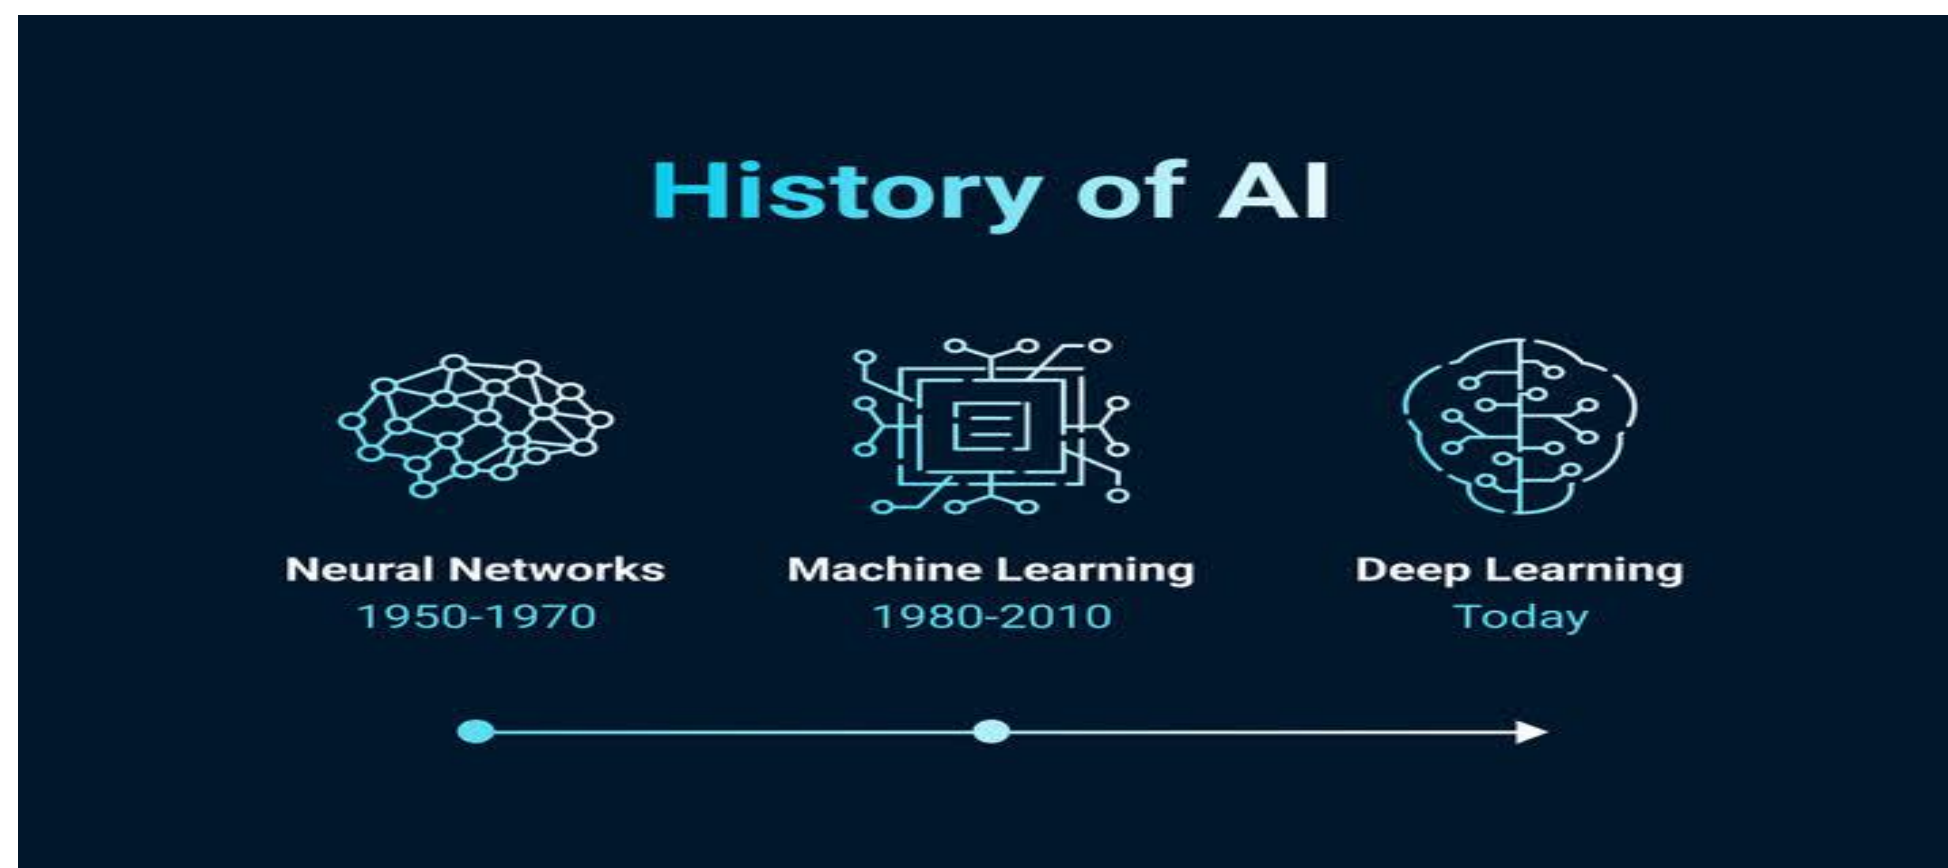 History of AI
Neural Networks
1950-1970
Machine Learning
1980-2010
Deep Learning
Today